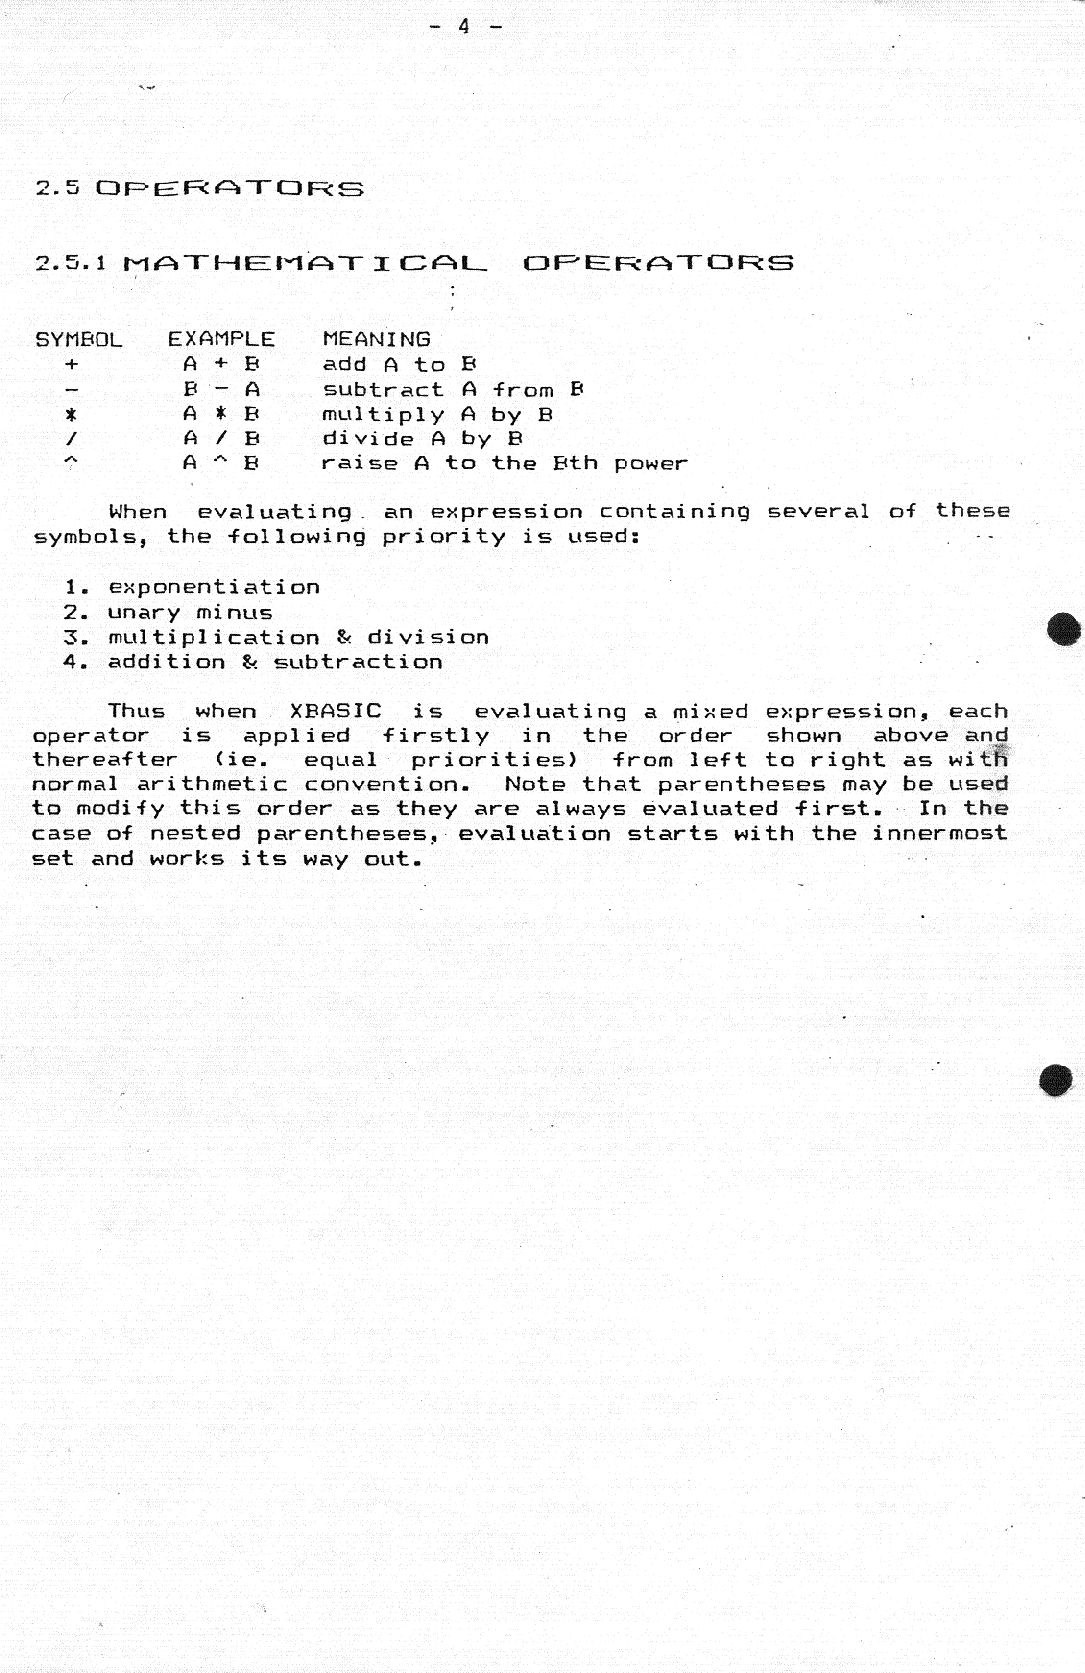 - 4 -
2.5 OPERATORS
2.5.1 MATHEMATICAL OPERATORS
SYMBOL EXAMPLE MEANING
+ A + B add A to B
- B - A subtract A from B
* A * B multiply A by B
/ A / B divide A by B
^ A ^ B raise A to the Bth power
When evaluating an expression containing several of these
symbols, the following priority is used:
1. exponentiation
2. unary minus
3. multiplication & division
4. addition & subtraction
Thus when XBASIC is evaluating a mixed expression, each
operator is applied firstly in the order shown above and
thereafter (ie. equal priorities) from left to right as with
normal arithmetic convention. Note that parentheses may be used
to modify this order as they are always evaluated first. In the
case of nested parentheses, evaluation starts with the innermost
set and works its way out.